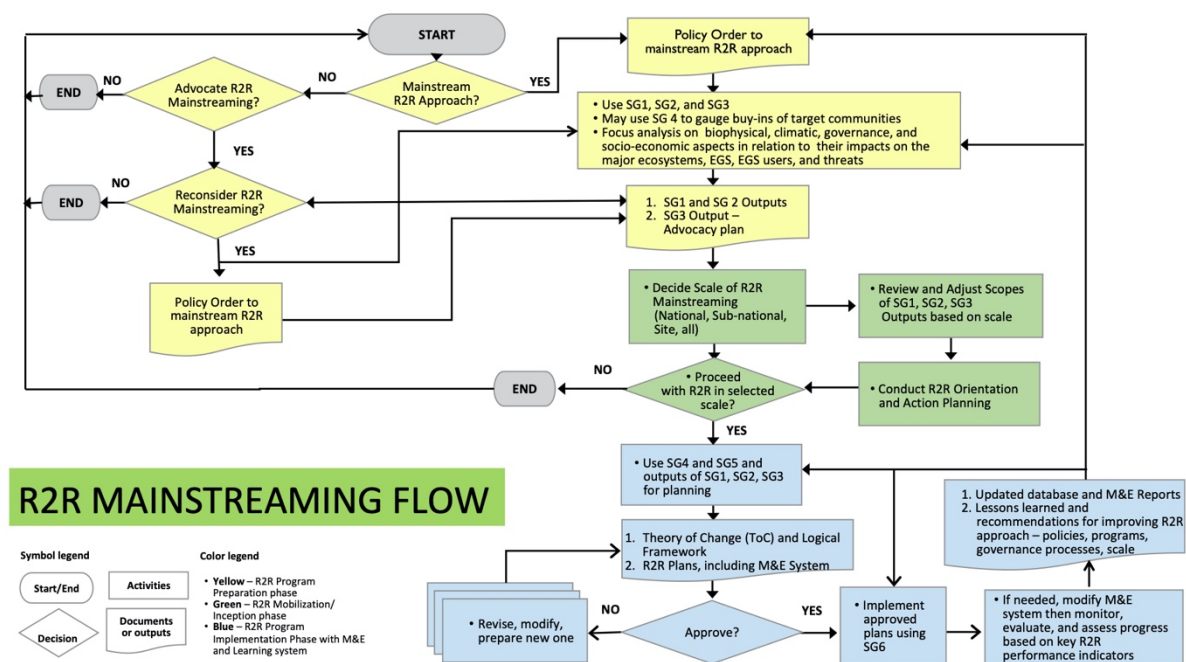 START
Policy Order to
mainstream R2R approach
NO
YES
Mainstream
R2R Approach?
NO
Advocate R2R
Mainstreaming?
END
• Use SG1, SG2, and SG3
• May use SG 4 to gauge buy-ins of target communities
• Focus analysis on biophysical, climatic, governance, and
socio-economic aspects in relation to their impacts on the
major ecosystems, EGS, EGS users, and threats
YES
NO
Reconsider R2R
Mainstreaming?
END
1. SG1 and SG 2 Outputs
2. SG3 Output –
Advocacy plan
YES
Policy Order to
mainstream R2R
approach
• Decide Scale of R2R
Mainstreaming
(National, Sub-national,
Site, all)
• Review and Adjust Scopes
of SG1, SG2, SG3
Outputs based on scale
NO
END
• Proceed
with R2R in selected
scale?
• Conduct R2R Orientation
and Action Planning
YES
• Use SG4 and SG5 and
outputs of SG1, SG2, SG3
for planning
R2R MAINSTREAMING FLOW
1. Updated database and M&E Reports
2. Lessons learned and
recommendations for improving R2R
approach – policies, programs,
governance processes, scale
1. Theory of Change (ToC) and Logical
Framework
2. R2R Plans, including M&E System
NO
YES
• Revise, modify,
prepare new one
Approve?
• Implement
approved
plans using
SG6
• If needed, modify M&E
system then monitor,
evaluate, and assess progress
based on key R2R
performance indicators
Symbol legend
Start/End
Activities
Decision
Documents
or outputs
Color legend
• Yellow – R2R Program
Preparation phase
• Green – R2R Mobilization/
Inception phase
• Blue – R2R Program
Implementation Phase with M&E
and Learning system